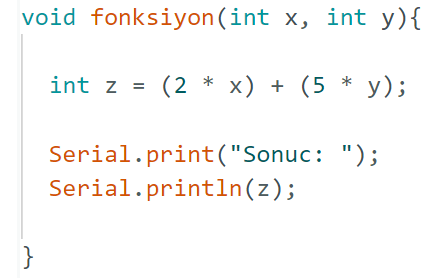 void fonksiyon(int x, int y){
int z = (2 * x) + (5 * y);
Serial.print("Sonuc: ");
Serial.println(z);
}